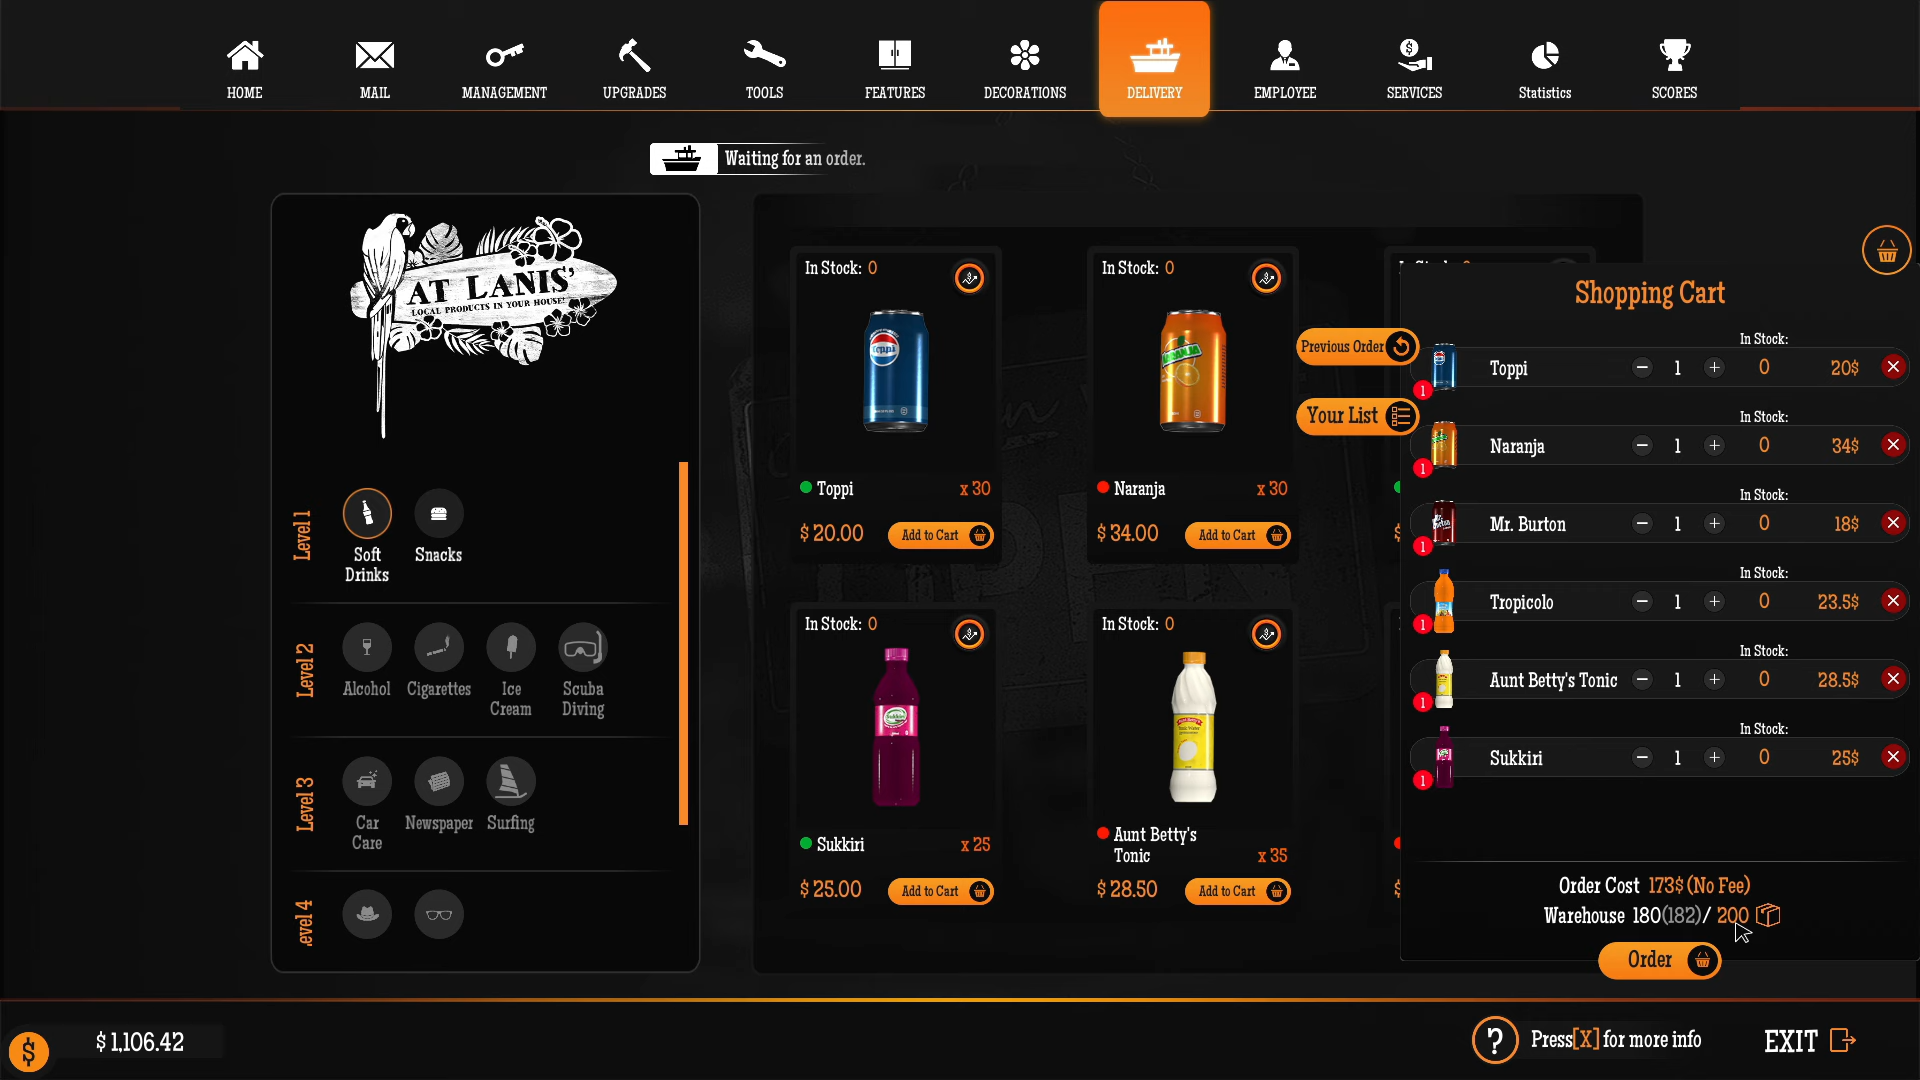 HOME
MAIL
MANAGEMENT
UPGRADES
TOOLS
FEATURES
DECORATIONS
DELIVERY
EMPLOYEE
SERVICES
Statistics
SCORES
Waiting for an order.
AT LANIS'
LOCAL PRODUCTS IN YOUR HOUSE!
Level 1
Soft Drinks
Snacks
Level 2
Alcohol
Cigarettes
Ice Cream
Scuba Diving
Level 3
Car Care
Newspaper
Surfing
evel 4
In Stock: 0
Toppi
x 30
$ 20.00
Add to Cart
In Stock: 0
Naranja
x 30
$ 34.00
Add to Cart
In Stock: 0
Sukkiri
x 25
$ 25.00
Add to Cart
In Stock: 0
Aunt Betty's Tonic
x 35
$ 28.50
Add to Cart
Previous Order
Your List
Shopping Cart
In Stock:
1 Toppi 1 0 20$
In Stock:
1 Naranja 1 0 34$
In Stock:
1 Mr. Burton 1 0 18$
In Stock:
1 Tropicolo 1 0 23.5$
In Stock:
1 Aunt Betty's Tonic 1 0 28.5$
In Stock:
1 Sukkiri 1 0 25$
Order Cost 173$ (No Fee)
Warehouse 180(182)/ 200
Order
$ 1,106.42
? Press[X] for more info
EXIT